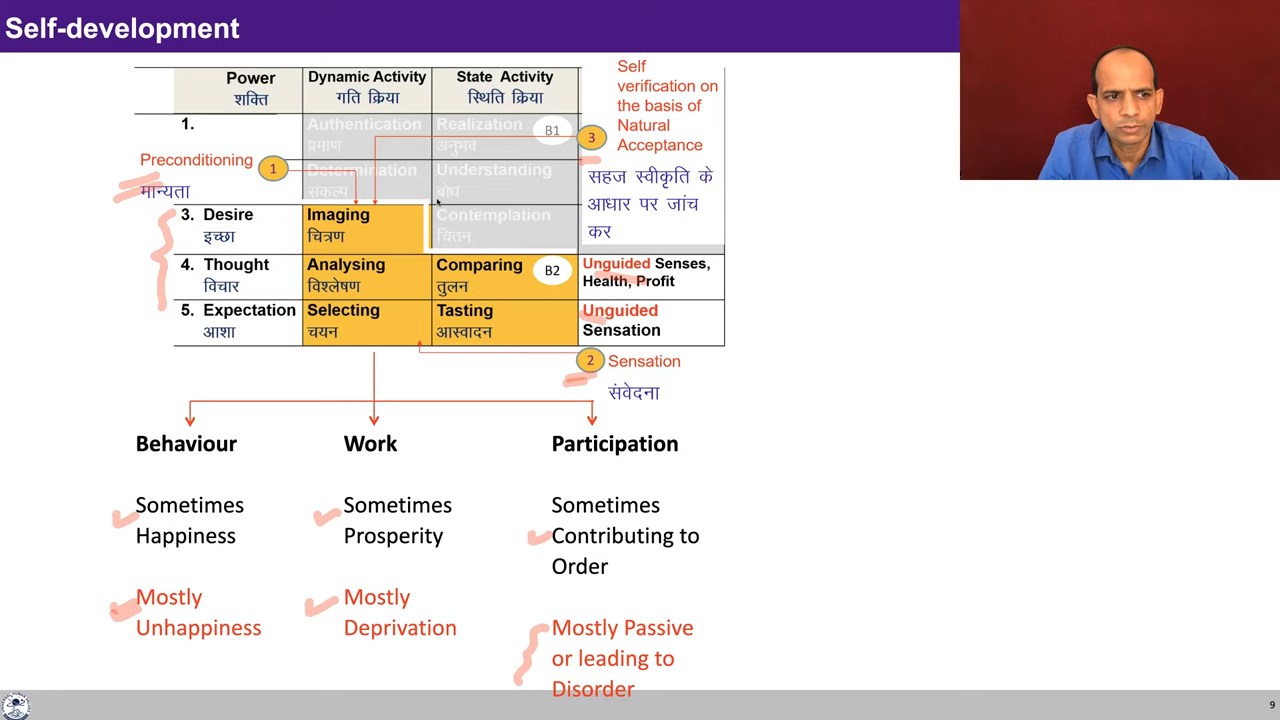 Self-development
Power
शक्ति
Dynamic Activity
गति क्रिया
State Activity
स्थिति क्रिया
Self
verification on
the basis of
Natural
Acceptance
सहज स्वीकृति के
आधार पर जांच
कर
1.
Authentication
प्रमाण
Realization
अनुभव
B1
3
Preconditioning
मान्यता
1
Determination
संकल्प
Understanding
बोध
3. Desire
इच्छा
Imaging
चित्रण
Contemplation
चिंतन
4. Thought
विचार
Analysing
विश्लेषण
Comparing
तुलन
B2
Unguided Senses,
Health, Profit
5. Expectation
आशा
Selecting
चयन
Tasting
आस्वादन
Unguided
Sensation
2
Sensation
संवेदना
Behaviour
Work
Participation
Sometimes
Happiness
Sometimes
Prosperity
Sometimes
Contributing to
Order
Mostly
Unhappiness
Mostly
Deprivation
Mostly Passive
or leading to
Disorder
9